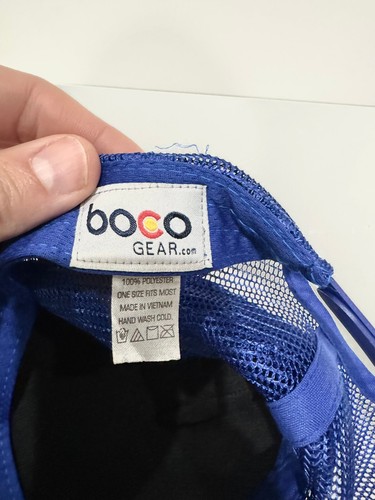 boco
GEAR.com
100% POLYESTER
ONE SIZE FITS MOST
MADE IN VIETNAM
HAND WASH COLD.